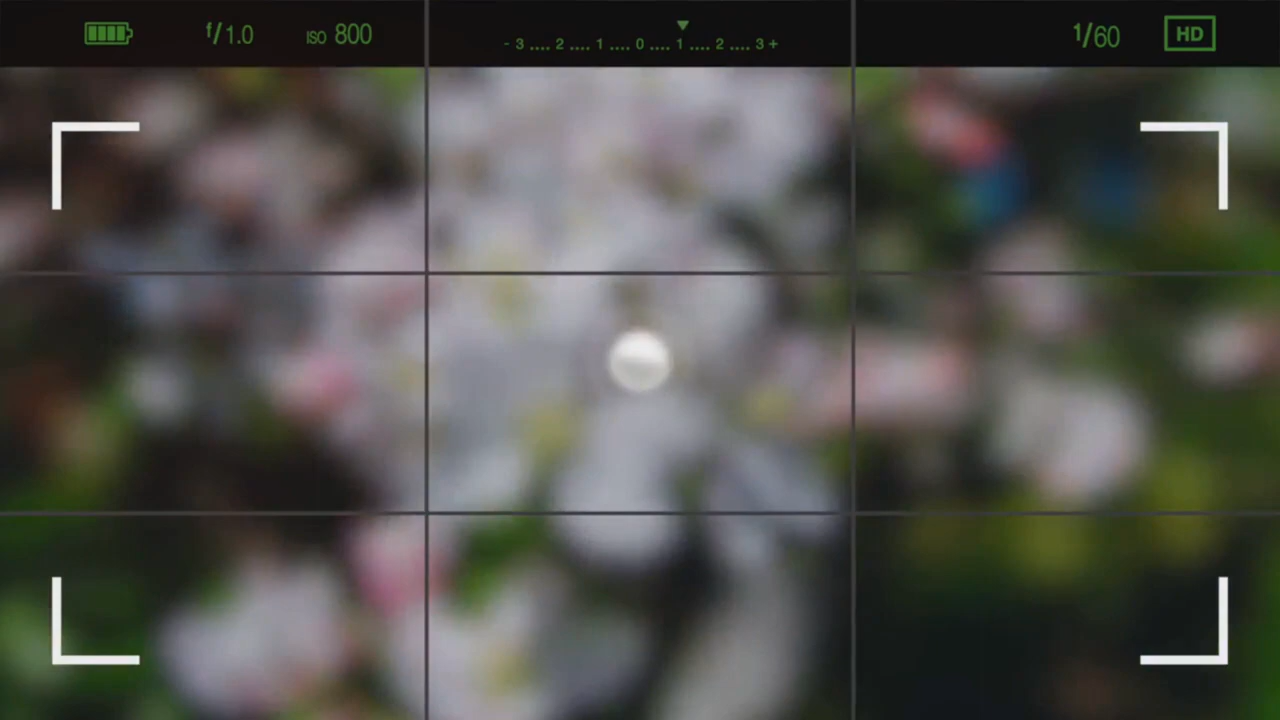 f/1.0 ISO 800 1/60 HD
- 3 .... 2 .... 1 .... 0 .... 1 .... 2 .... 3 +